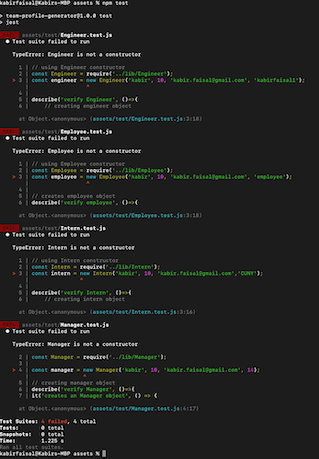 kabirfaisal@Kabirs-MBP assets % npm test
> team-profile-generator@1.0.0 test
> jest
FAIL assets/test/Engineer.test.js
● Test suite failed to run
TypeError: Engineer is not a constructor
1 | // using Engineer constructor
2 | const Engineer = require('../lib/Engineer');
> 3 | const engineer = new Engineer('kabir', 10, 'kabir.faisal@gmail.com', 'kabirfaisal1');
| ^
4 |
5 | describe('verify Engineer', ()=>{
6 | // creating engineer object
at Object.<anonymous> (assets/test/Engineer.test.js:3:18)
FAIL assets/test/Employee.test.js
● Test suite failed to run
TypeError: Employee is not a constructor
1 | // using Employee constructor
2 | const Employee = require('../lib/Employee');
> 3 | const employee = new Employee('kabir', 10, 'kabir.faisal@gmail.com', 'employee');
| ^
4 |
5 | // creates employee object
6 | describe('verify employee', ()=>{
at Object.<anonymous> (assets/test/Employee.test.js:3:18)
FAIL assets/test/Intern.test.js
● Test suite failed to run
TypeError: Intern is not a constructor
1 | // using Intern constructor
2 | const Intern = require('../lib/Intern');
> 3 | const intern = new Intern('kabir', 10, 'kabir.faisal@gmail.com','CUNY');
| ^
4 |
5 | describe('verify Intern', ()=>{
6 | // creating intern object
at Object.<anonymous> (assets/test/Intern.test.js:3:16)
FAIL assets/test/Manager.test.js
● Test suite failed to run
TypeError: Manager is not a constructor
2 | const Manager = require('../lib/Manager');
3 |
> 4 | const manager = new Manager('kabir', 10, 'kabir.faisal@gmail.com', 14);
| ^
5 | // creating manager object
6 | describe('verify Manager', ()=>{
7 | it('creates an Manager object', () => {
at Object.<anonymous> (assets/test/Manager.test.js:4:17)
Test Suites: 4 failed, 4 total
Tests: 0 total
Snapshots: 0 total
Time: 1.225 s
Ran all test suites.
kabirfaisal@Kabirs-MBP assets %